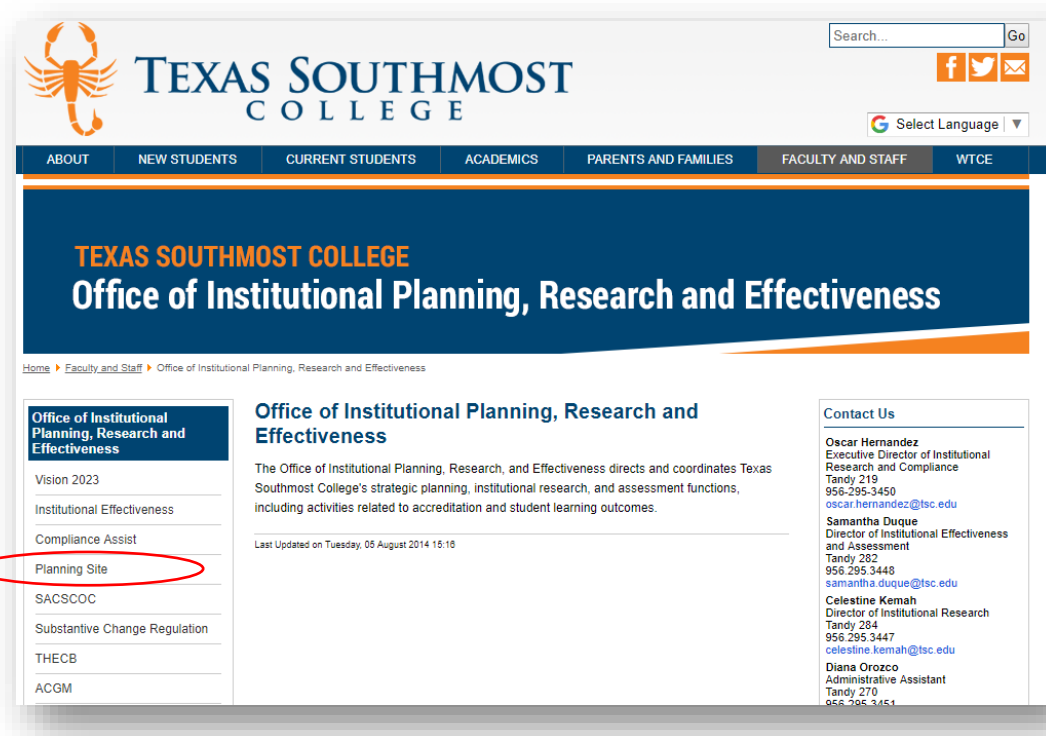 Search...
Go
TEXAS SOUTHMOST
COLLEGE
f
G Select Language ▼
ABOUT NEW STUDENTS CURRENT STUDENTS ACADEMICS PARENTS AND FAMILIES FACULTY AND STAFF WTCE
TEXAS SOUTHMOST COLLEGE
Office of Institutional Planning, Research and Effectiveness
Home Faculty and Staff Office of Institutional Planning, Research and Effectiveness
Office of Institutional
Planning, Research and
Effectiveness
Vision 2023
Institutional Effectiveness
Compliance Assist
Planning Site
SACSCOC
Substantive Change Regulation
THECB
ACGM
Office of Institutional Planning, Research and
Effectiveness
The Office of Institutional Planning, Research, and Effectiveness directs and coordinates Texas
Southmost College's strategic planning, institutional research, and assessment functions,
including activities related to accreditation and student learning outcomes.
Last Updated on Tuesday, 05 August 2014 15:16
Contact Us
Oscar Hernandez
Executive Director of Institutional
Research and Compliance
Tandy 219
956-295-3450
oscar.hernandez@tsc.edu
Samantha Duque
Director of Institutional Effectiveness
and Assessment
Tandy 282
956.295.3448
samantha.duque@tsc.edu
Celestine Kemah
Director of Institutional Research
Tandy 284
956.295.3447
celestine.kemah@tsc.edu
Diana Orozco
Administrative Assistant
Tandy 270
956.295.3451